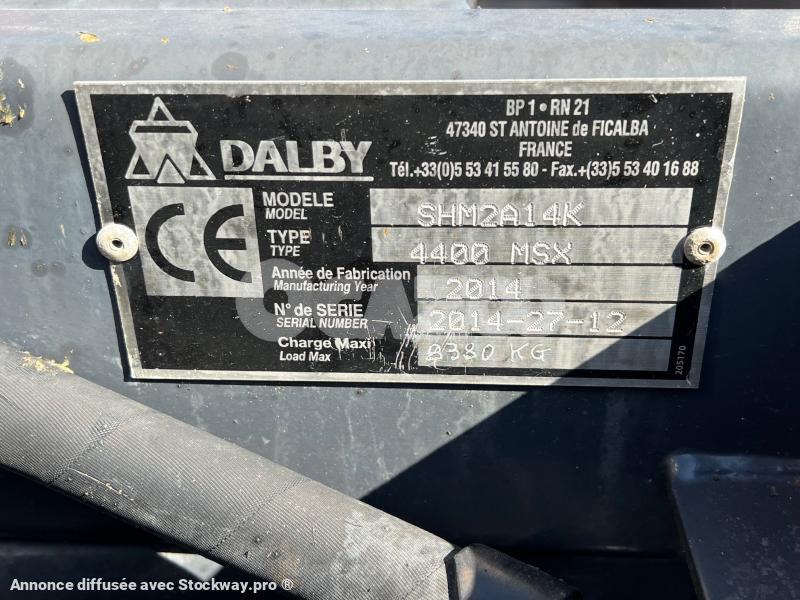 BP 1 • RN 21
47340 ST ANTOINE de FICALBA
FRANCE
Tél.+33(0)5 53 41 55 80 - Fax.+(33)5 53 40 16 88
DALBY
CE
MODELE
MODEL
SHM2A14K
TYPE
TYPE
4400 MSX
Année de Fabrication
Manufacturing Year
2014
N° de SERIE
SERIAL NUMBER
2014-27-12
Charge Maxi
Load Max
8380 KG
205170
Annonce diffusée avec Stockway.pro ®